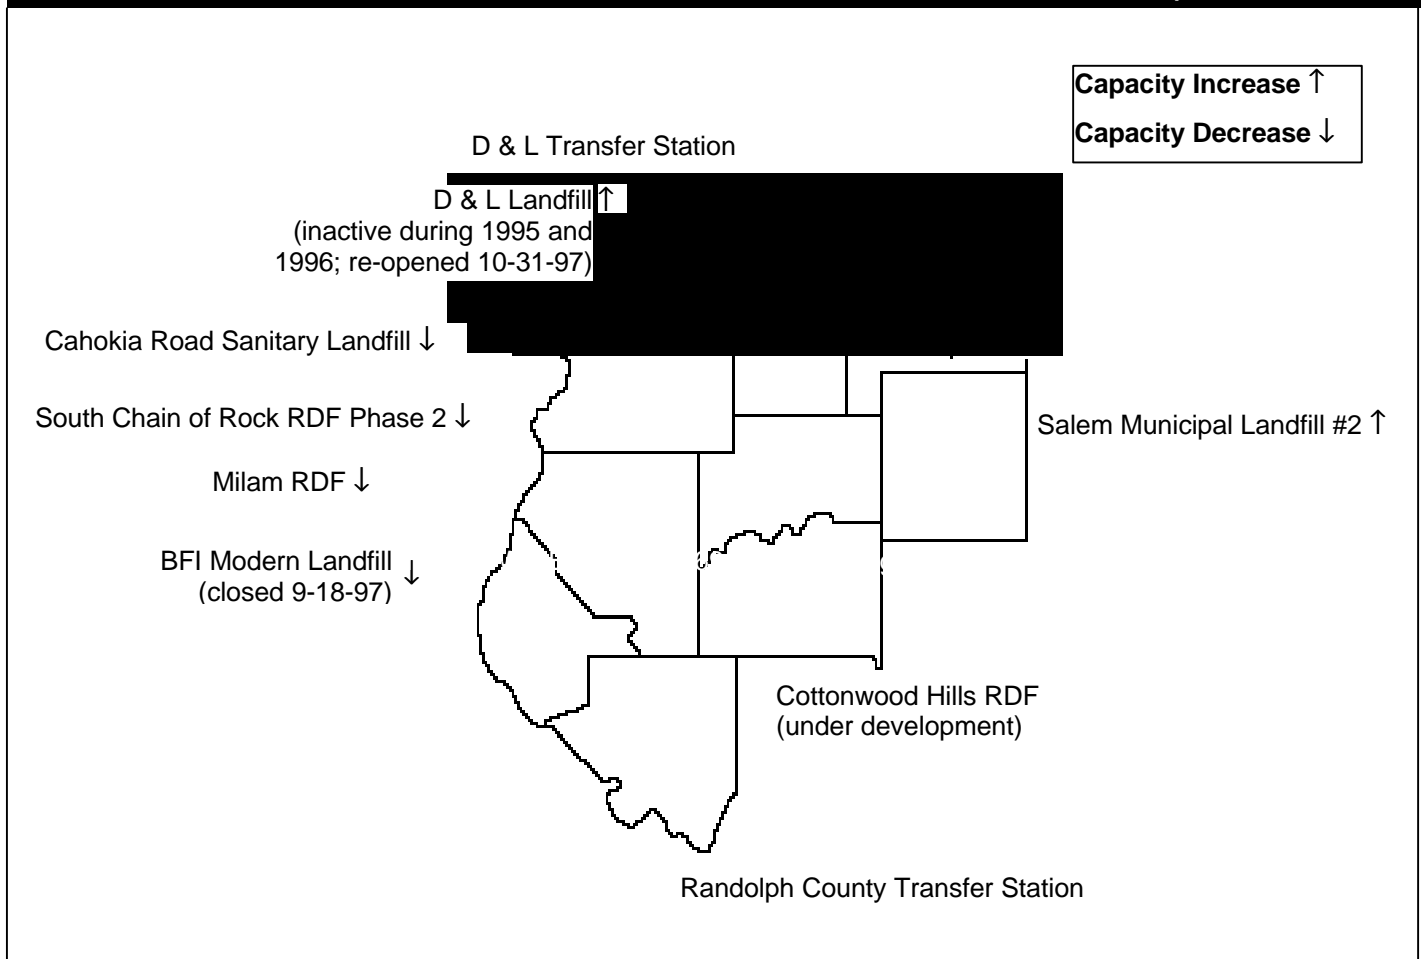 Capacity Increase ↑
Capacity Decrease ↓
D & L Transfer Station
D & L Landfill ↑
(inactive during 1995 and
1996; re-opened 10-31-97)
Cahokia Road Sanitary Landfill ↓
South Chain of Rock RDF Phase 2 ↓
Salem Municipal Landfill #2 ↑
Milam RDF ↓
BFI Modern Landfill ↓
(closed 9-18-97)
Cottonwood Hills RDF
(under development)
Randolph County Transfer Station